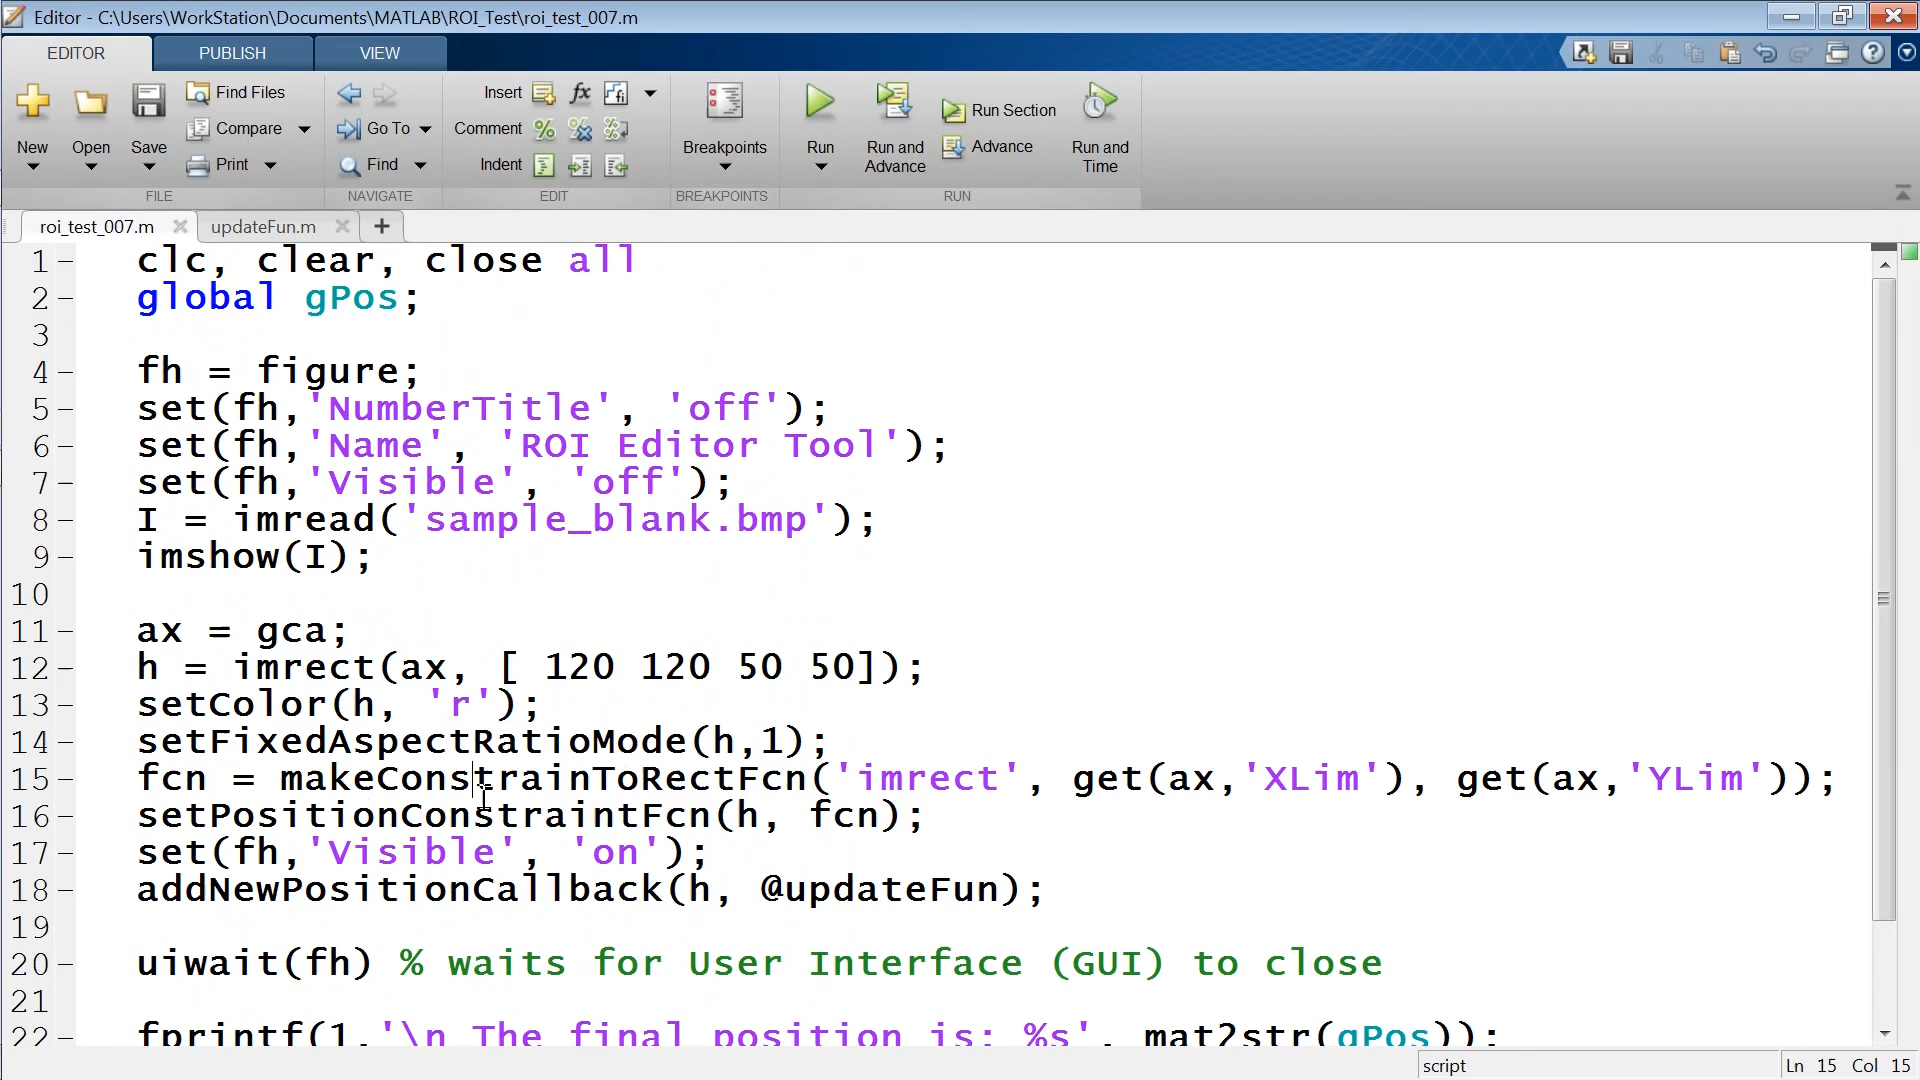 Editor - C:\Users\WorkStation\Documents\MATLAB\ROI_Test\roi_test_007.m
EDITOR PUBLISH VIEW
New Open Save Find Files Compare Print
Go To Find
Insert fx
Comment
Indent
Breakpoints
Run Run and Advance Run Section Advance Run and Time
FILE NAVIGATE EDIT BREAKPOINTS RUN
roi_test_007.m updateFun.m
1 clc, clear, close all
2 global gPos;
3
4 fh = figure;
5 set(fh,'NumberTitle', 'off');
6 set(fh,'Name', 'ROI Editor Tool');
7 set(fh,'Visible', 'off');
8 I = imread('sample_blank.bmp');
9 imshow(I);
10
11 ax = gca;
12 h = imrect(ax, [ 120 120 50 50]);
13 setColor(h, 'r');
14 setFixedAspectRatioMode(h,1);
15 fcn = makeConstrainToRectFcn('imrect', get(ax,'XLim'), get(ax,'YLim'));
16 setPositionConstraintFcn(h, fcn);
17 set(fh,'Visible', 'on');
18 addNewPositionCallback(h, @updateFun);
19
20 uiwait(fh) % waits for User Interface (GUI) to close
21
22 fprintf(1,'\n The final position is: %s', mat2str(gPos));
script Ln 15 Col 15